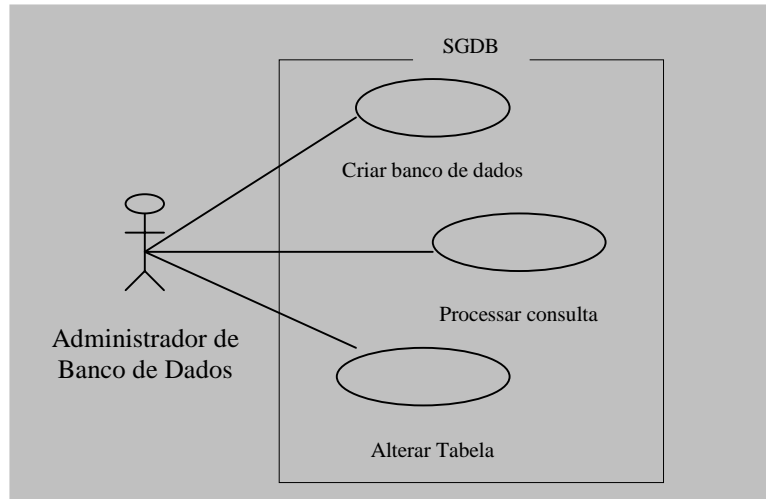 SGDB
Criar banco de dados
Processar consulta
Administrador de
Banco de Dados
Alterar Tabela